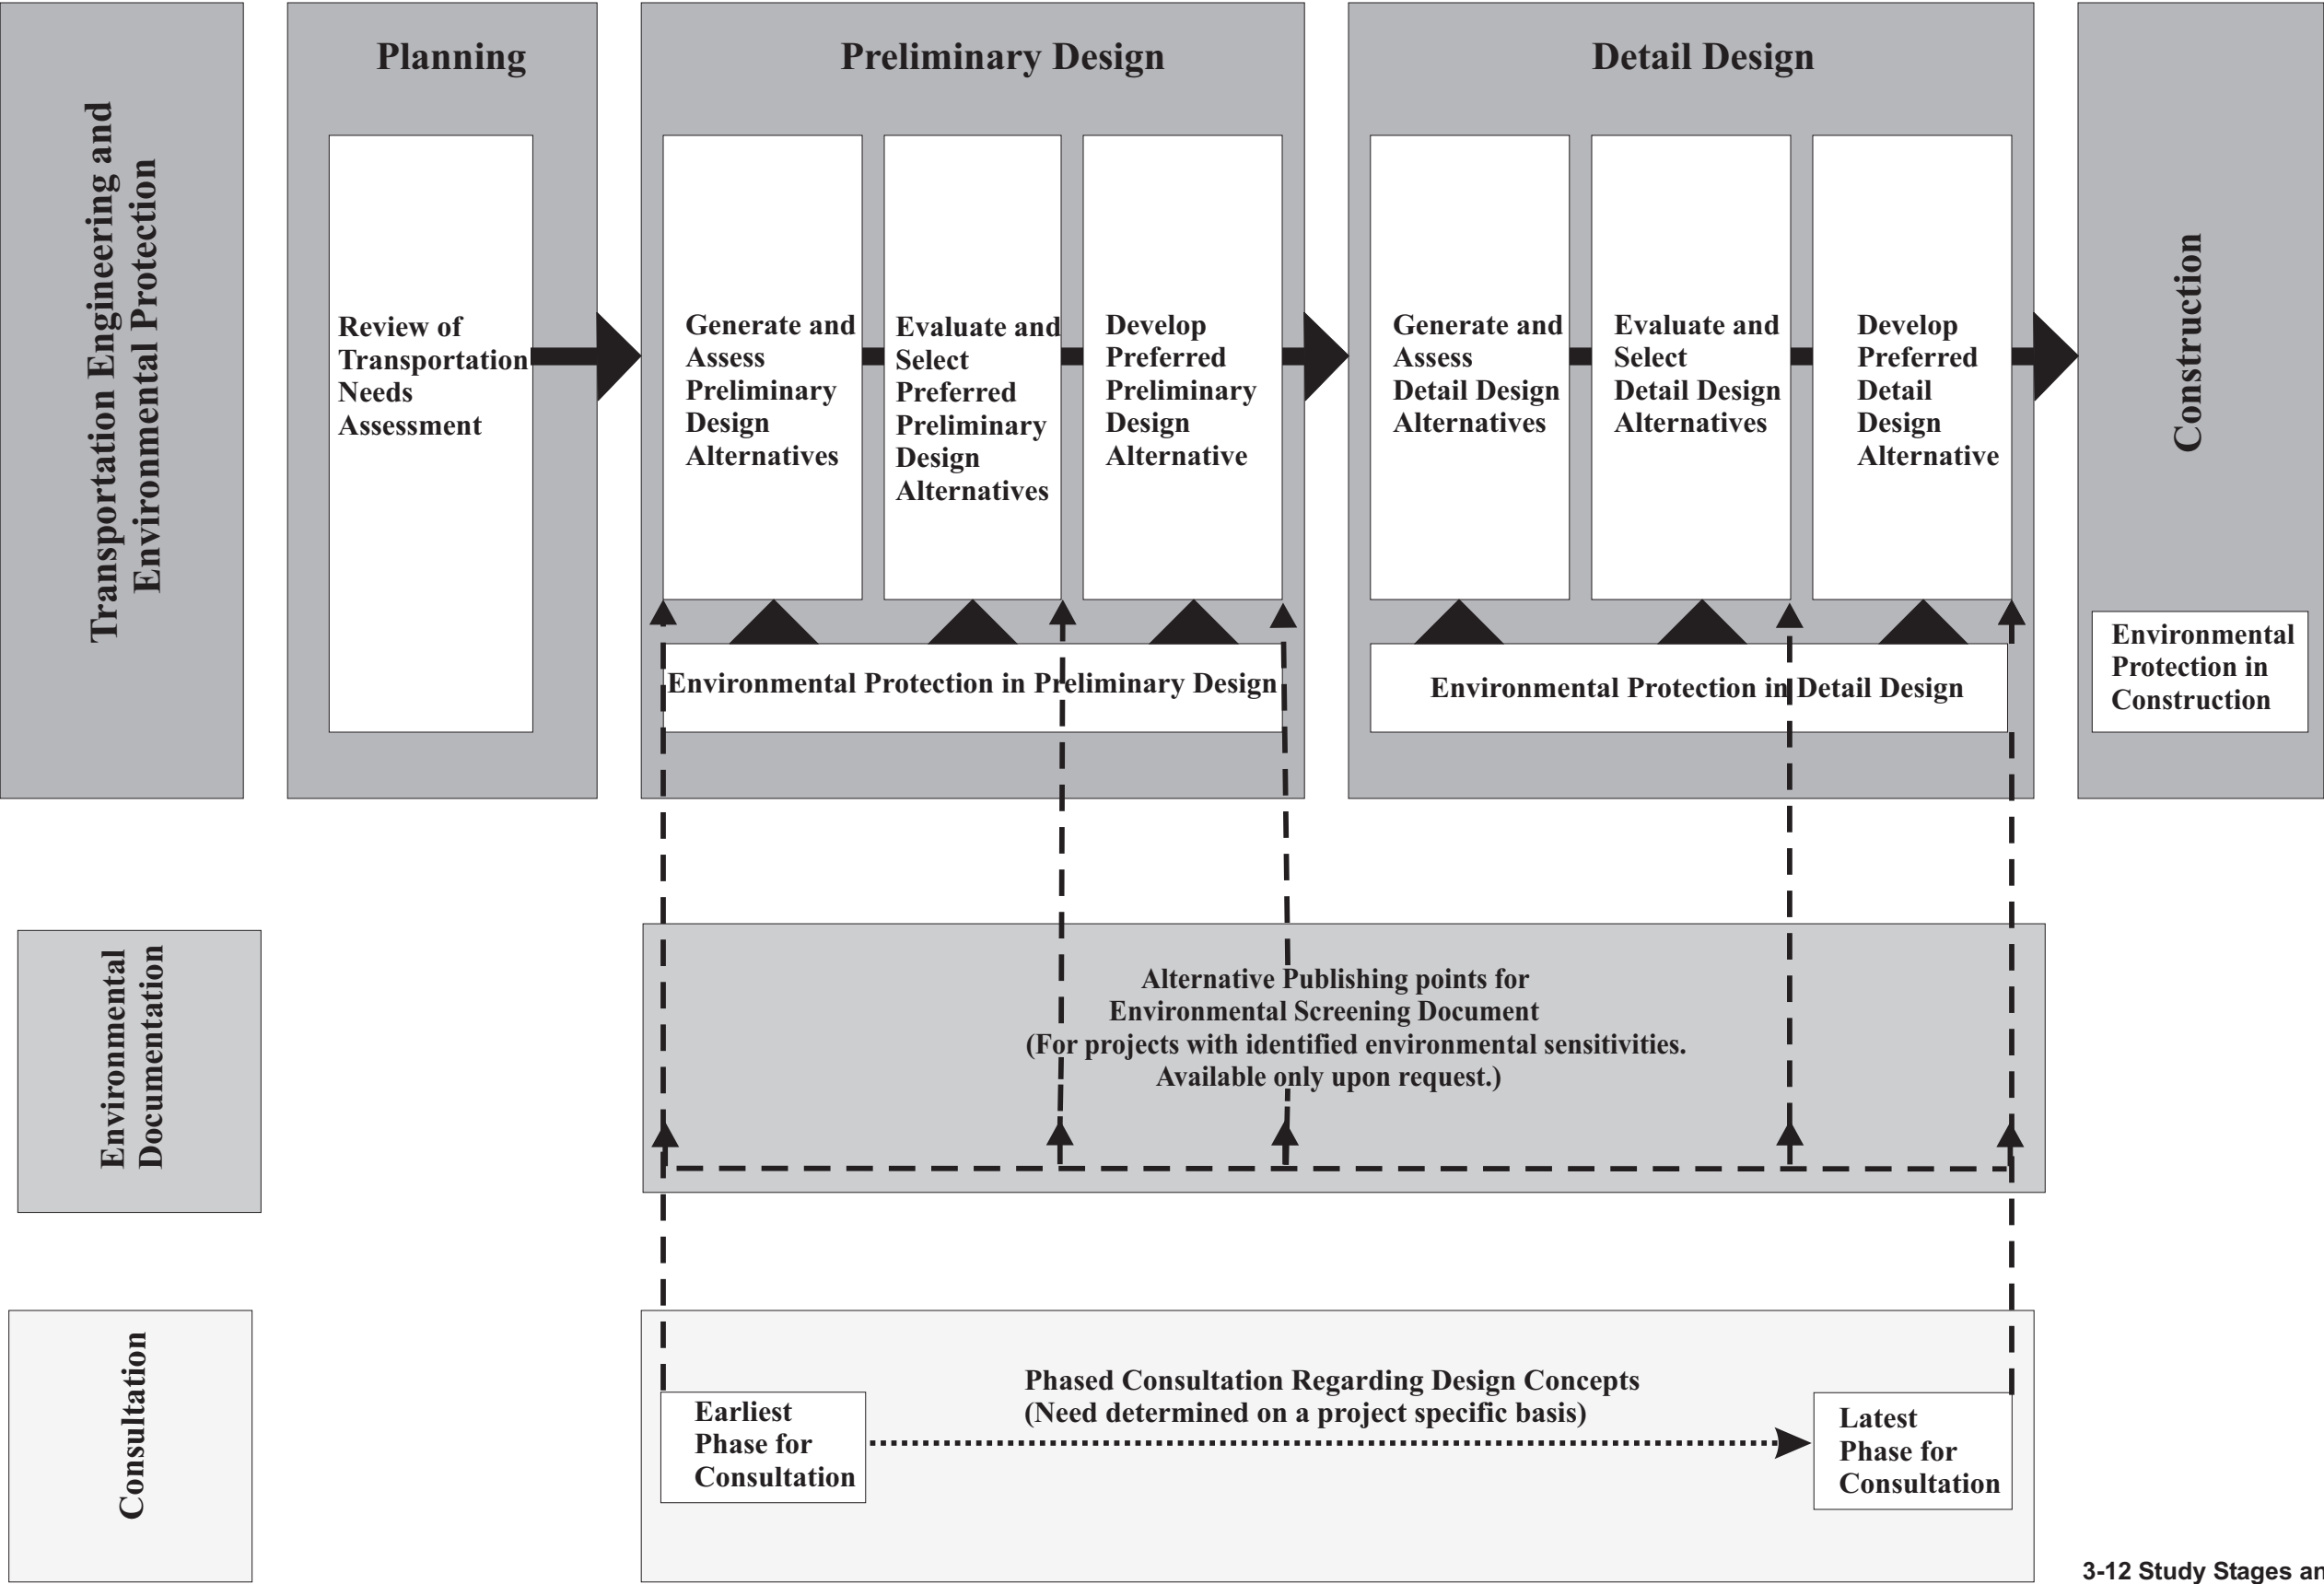 Transportation Engineering and
Environmental Protection
Planning
Review of
Transportation
Needs
Assessment
Preliminary Design
Generate and
Assess
Preliminary
Design
Alternatives
Evaluate and
Select
Preferred
Preliminary
Design
Alternatives
Develop
Preferred
Preliminary
Design
Alternative
Environmental Protection in Preliminary Design
Detail Design
Generate and
Assess
Detail Design
Alternatives
Evaluate and
Select
Detail Design
Alternatives
Develop
Preferred
Detail
Design
Alternative
Environmental Protection in Detail Design
Construction
Environmental
Protection in
Construction
Environmental
Documentation
Alternative Publishing points for
Environmental Screening Document
(For projects with identified environmental sensitivities.
Available only upon request.)
Consultation
Earliest
Phase for
Consultation
Phased Consultation Regarding Design Concepts
(Need determined on a project specific basis)
Latest
Phase for
Consultation
3-12 Study Stages an